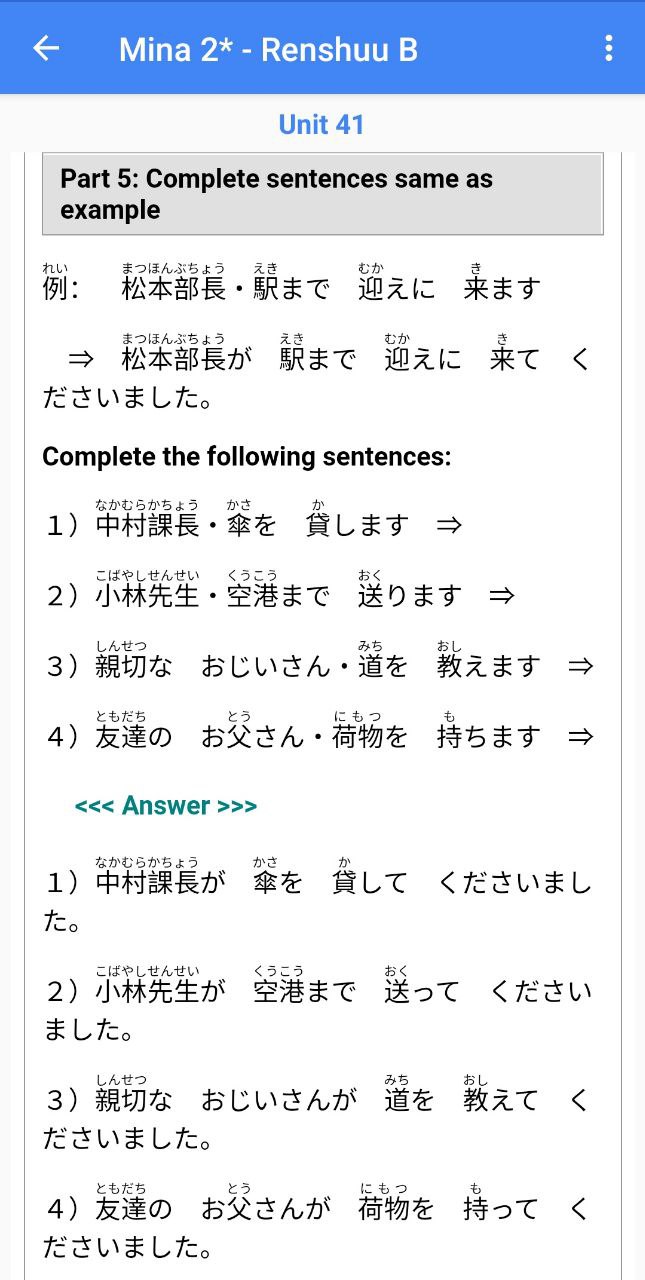 Mina 2* - Renshuu B
Unit 41
Part 5: Complete sentences same as
example
れい まつほんぶちょう えき むか き
例： 松本部長・駅まで 迎えに 来ます
まつほんぶちょう えき むか き
⇒ 松本部長が 駅まで 迎えに 来て く
ださいました。
Complete the following sentences:
なかむらかちょう かさ か
１）中村課長・傘を 貸します ⇒
こばやしせんせい くうこう おく
２）小林先生・空港まで 送ります ⇒
しんせつ みち おし
３）親切な おじいさん・道を 教えます ⇒
ともだち とう にもつ も
４）友達の お父さん・荷物を 持ちます ⇒
<<< Answer >>>
なかむらかちょう かさ か
１）中村課長が 傘を 貸して くださいまし
た。
こばやしせんせい くうこう おく
２）小林先生が 空港まで 送って ください
ました。
しんせつ みち おし
３）親切な おじいさんが 道を 教えて く
ださいました。
ともだち とう にもつ も
４）友達の お父さんが 荷物を 持って く
ださいました。